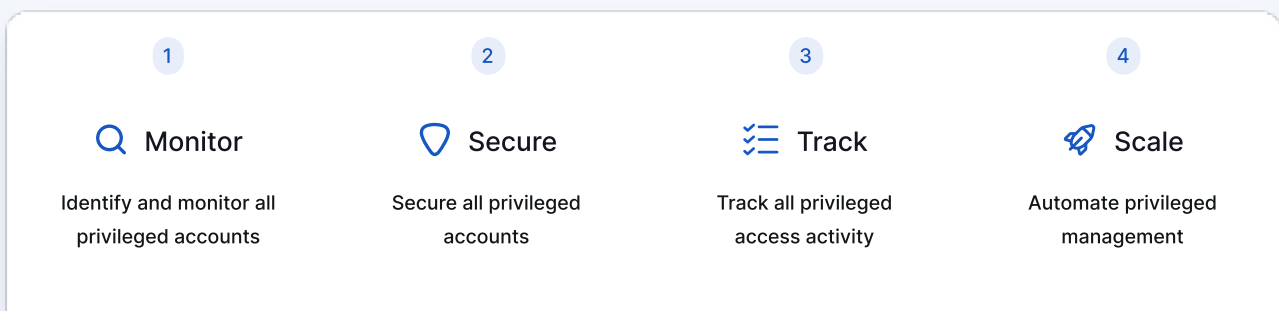 1
Monitor
Identify and monitor all
privileged accounts
2
Secure
Secure all privileged
accounts
3
Track
Track all privileged
access activity
4
Scale
Automate privileged
management